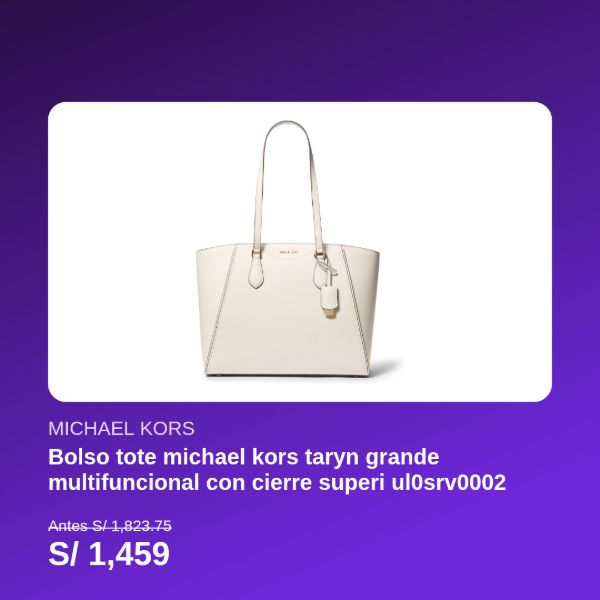 MICHAEL KORS
Bolso tote michael kors taryn grande
multifuncional con cierre superi ul0srv0002
Antes S/ 1,823.75
S/ 1,459